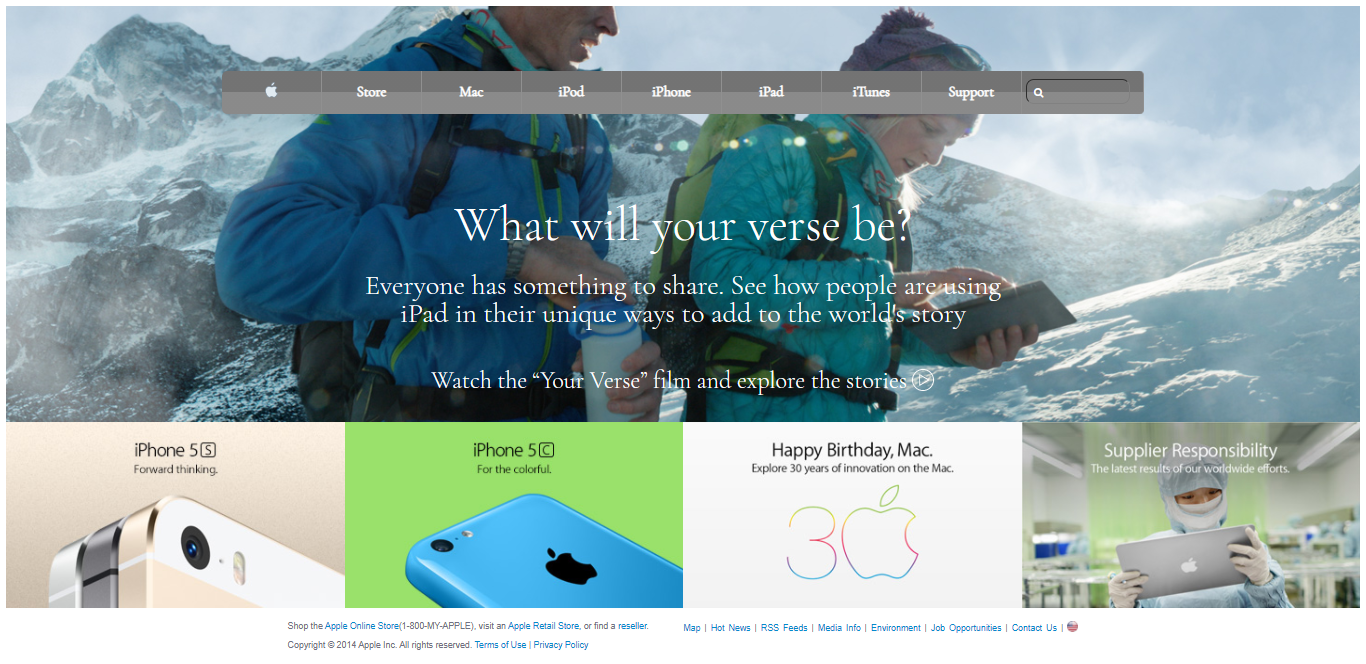 Store Mac iPod iPhone iPad iTunes Support
What will your verse be?
Everyone has something to share. See how people are using
iPad in their unique ways to add to the world's story
Watch the “Your Verse” film and explore the stories
iPhone 5S
Forward thinking.
iPhone 5C
For the colorful.
Happy Birthday, Mac.
Explore 30 years of innovation on the Mac.
30
Supplier Responsibility
The latest results of our worldwide efforts.
Shop the Apple Online Store(1-800-MY-APPLE), visit an Apple Retail Store, or find a reseller.
Map | Hot News | RSS Feeds | Media Info | Environment | Job Opportunities | Contact Us |
Copyright © 2014 Apple Inc. All rights reserved. Terms of Use | Privacy Policy